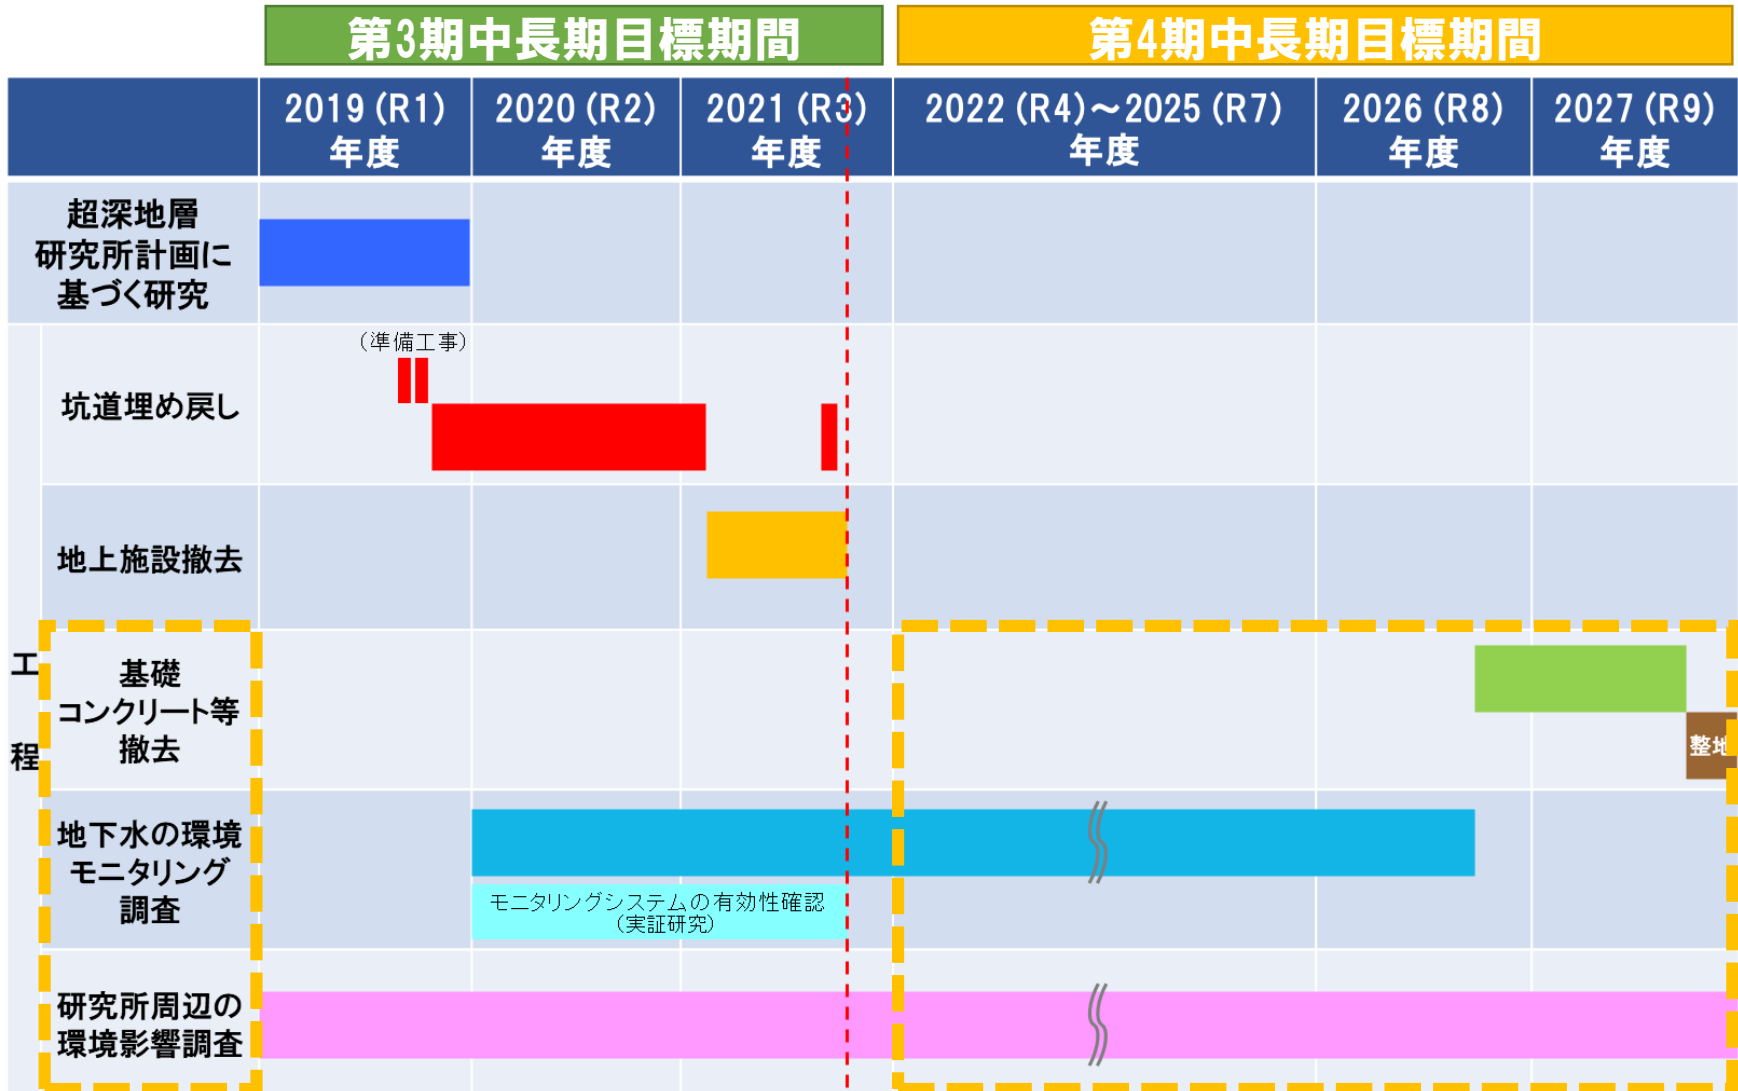 第3期中長期目標期間
第4期中長期目標期間
2019（R1）
年度
2020（R2）
年度
2021（R3）
年度
2022（R4）～2025（R7）
年度
2026（R8）
年度
2027（R9）
年度
超深地層
研究所計画に
基づく研究
工程
坑道埋め戻し
（準備工事）
地上施設撤去
基礎
コンクリート等
撤去
整地
地下水の環境
モニタリング
調査
モニタリングシステムの有効性確認
（実証研究）
研究所周辺の
環境影響調査